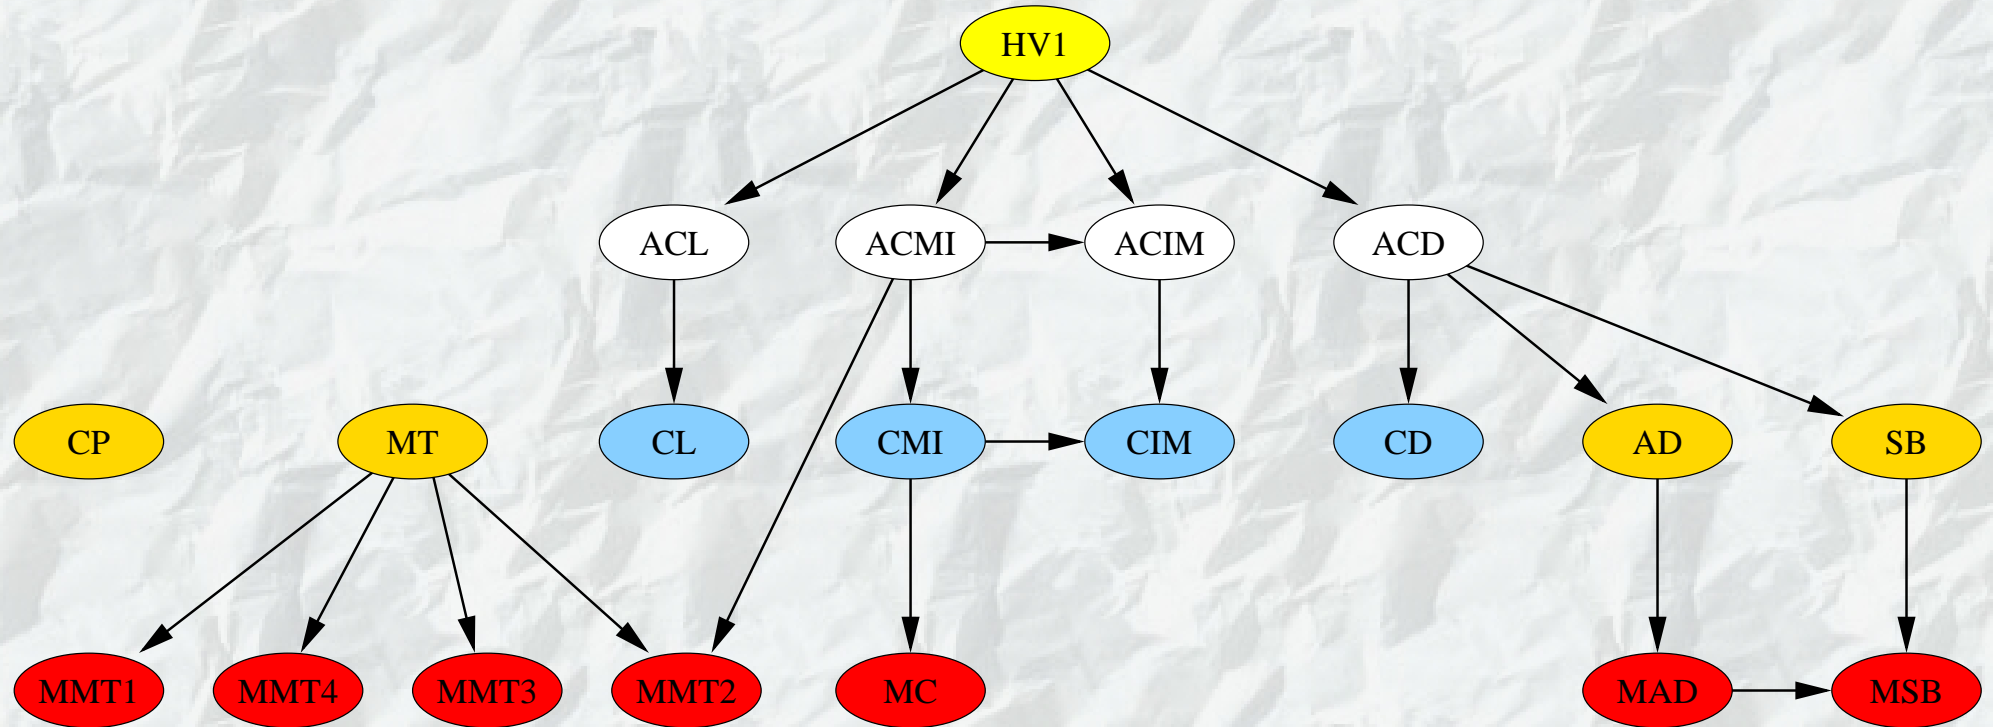 HV1
ACL ACMI ACIM ACD
CP MT CL CMI CIM CD AD SB
MMT1 MMT4 MMT3 MMT2 MC MAD MSB